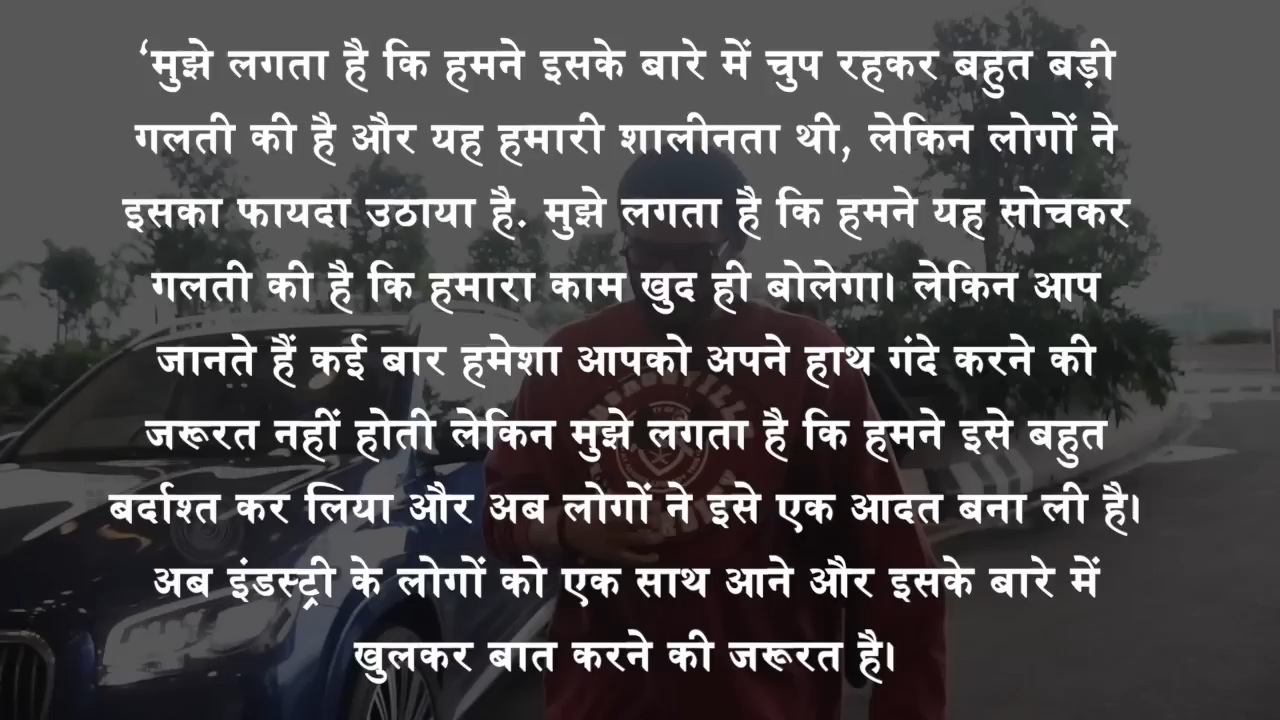 ‘मुझे लगता है कि हमने इसके बारे में चुप रहकर बहुत बड़ी
गलती की है और यह हमारी शालीनता थी, लेकिन लोगों ने
इसका फायदा उठाया है. मुझे लगता है कि हमने यह सोचकर
गलती की है कि हमारा काम खुद ही बोलेगा। लेकिन आप
जानते हैं कई बार हमेशा आपको अपने हाथ गंदे करने की
जरूरत नहीं होती लेकिन मुझे लगता है कि हमने इसे बहुत
बर्दाश्त कर लिया और अब लोगों ने इसे एक आदत बना ली है।
अब इंडस्ट्री के लोगों को एक साथ आने और इसके बारे में
खुलकर बात करने की जरूरत है।